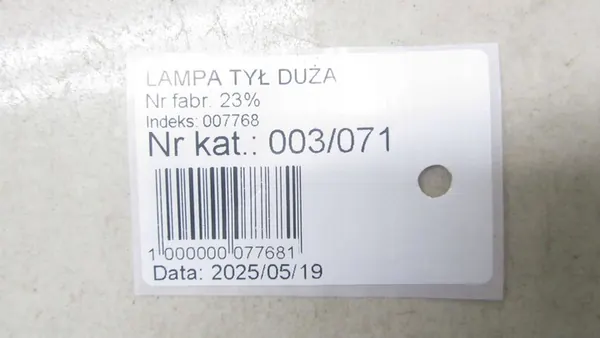 LAMPA TYŁ DUŻA
Nr fabr. 23%
Indeks: 007768
Nr kat.: 003/071
1 000000 077681
Data: 2025/05/19